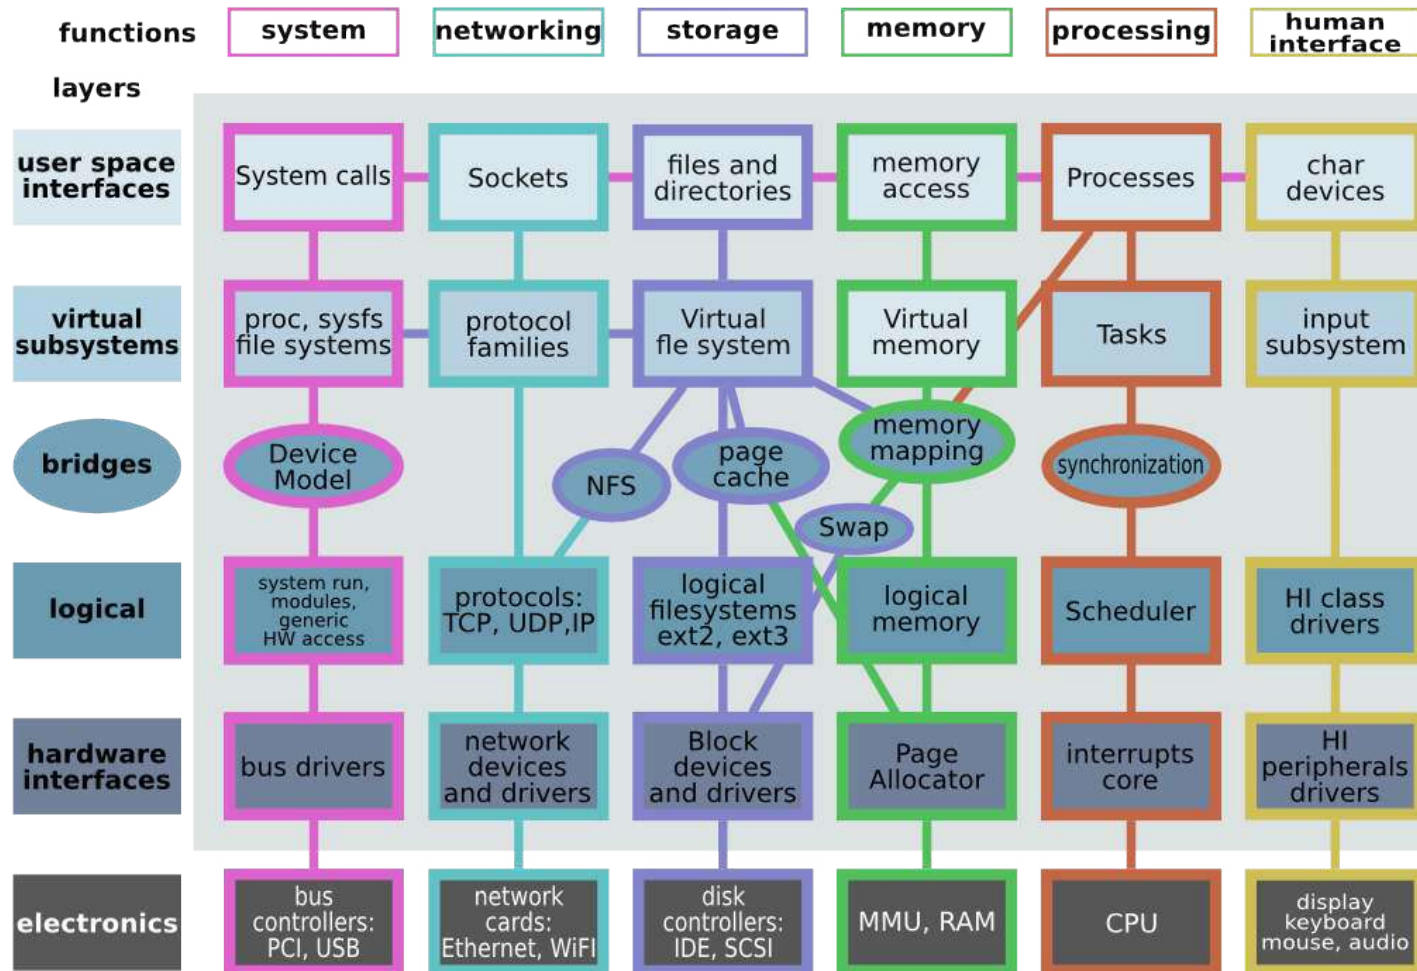 functions
system
networking
storage
memory
processing
human
interface
layers
user space
interfaces
System calls
Sockets
files and
directories
memory
access
Processes
char
devices
virtual
subsystems
proc, sysfs
file systems
protocol
families
Virtual
fle system
Virtual
memory
Tasks
input
subsystem
bridges
Device
Model
NFS
page
cache
memory
mapping
Swap
synchronization
logical
system run,
modules,
generic
HW access
protocols:
TCP, UDP,IP
logical
filesystems
ext2, ext3
logical
memory
Scheduler
HI class
drivers
hardware
interfaces
bus drivers
network
devices
and drivers
Block
devices
and drivers
Page
Allocator
interrupts
core
HI
peripherals
drivers
electronics
bus
controllers:
PCI, USB
network
cards:
Ethernet, WiFI
disk
controllers:
IDE, SCSI
MMU, RAM
CPU
display
keyboard
mouse, audio